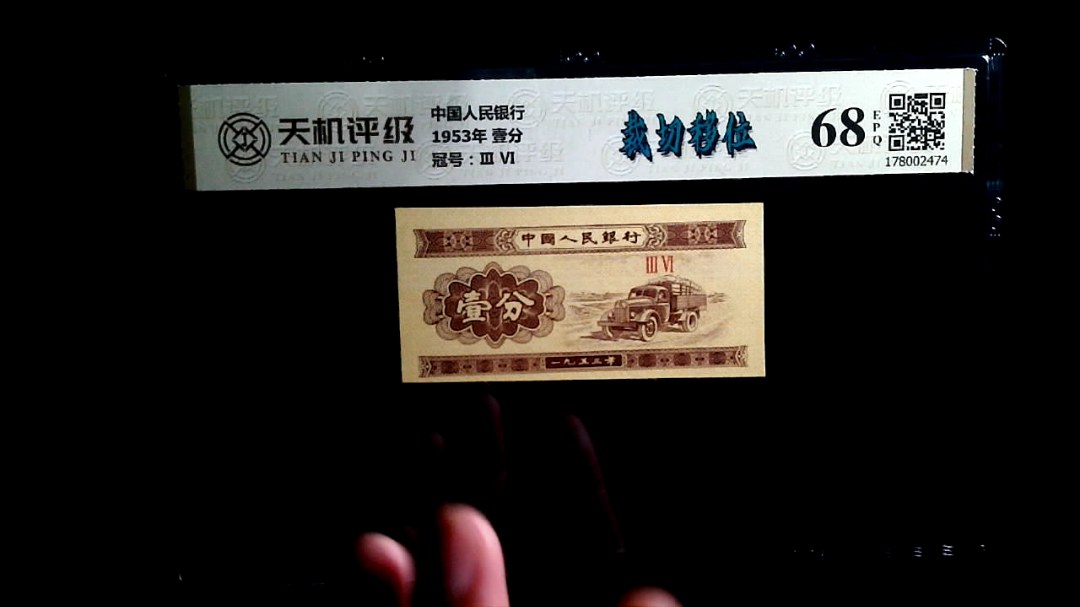 天机评级
TIAN JI PING JI
中国人民银行
1953年 壹分
冠号：Ⅲ Ⅵ
裁切移位
68
EPQ
178002474
中國人民銀行
Ⅲ Ⅵ
壹分
一九五三年